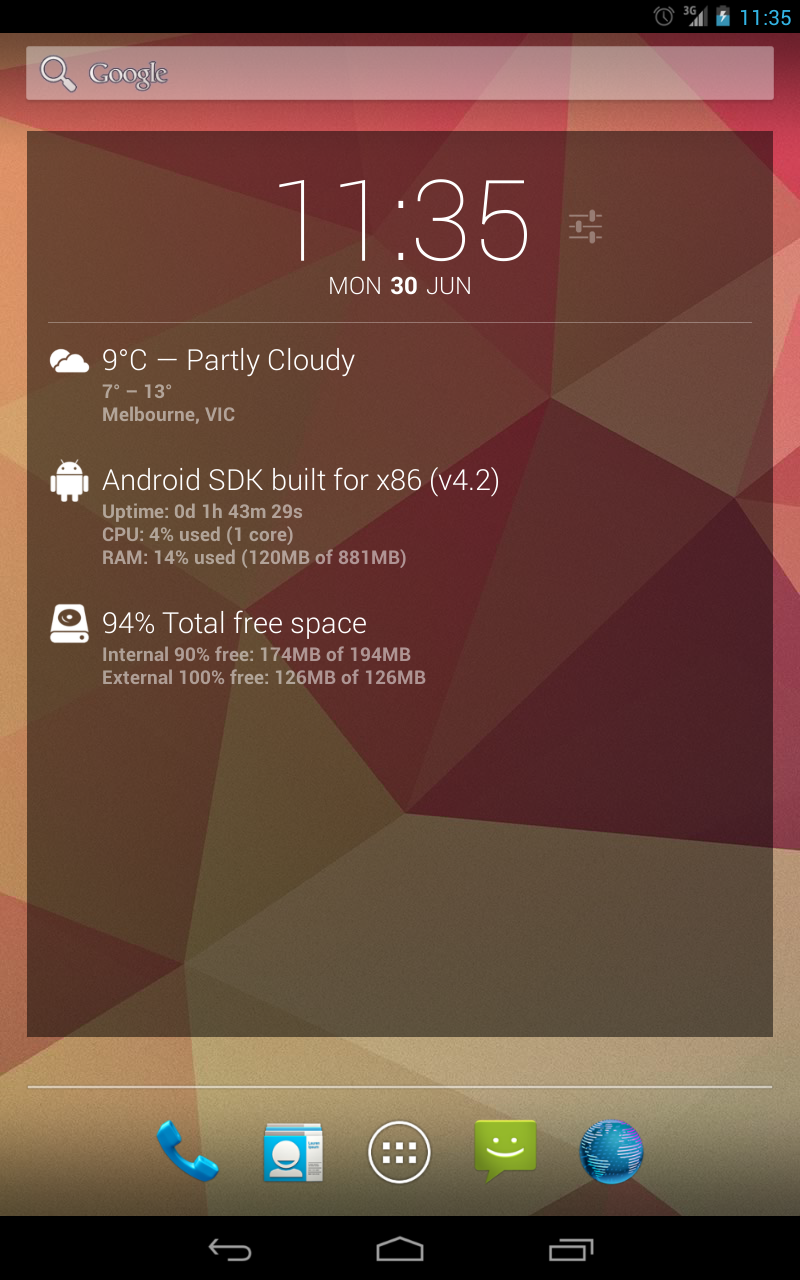 3G 11:35
Google
11:35
MON 30 JUN
9°C — Partly Cloudy
7° – 13°
Melbourne, VIC
Android SDK built for x86 (v4.2)
Uptime: 0d 1h 43m 29s
CPU: 4% used (1 core)
RAM: 14% used (120MB of 881MB)
94% Total free space
Internal 90% free: 174MB of 194MB
External 100% free: 126MB of 126MB